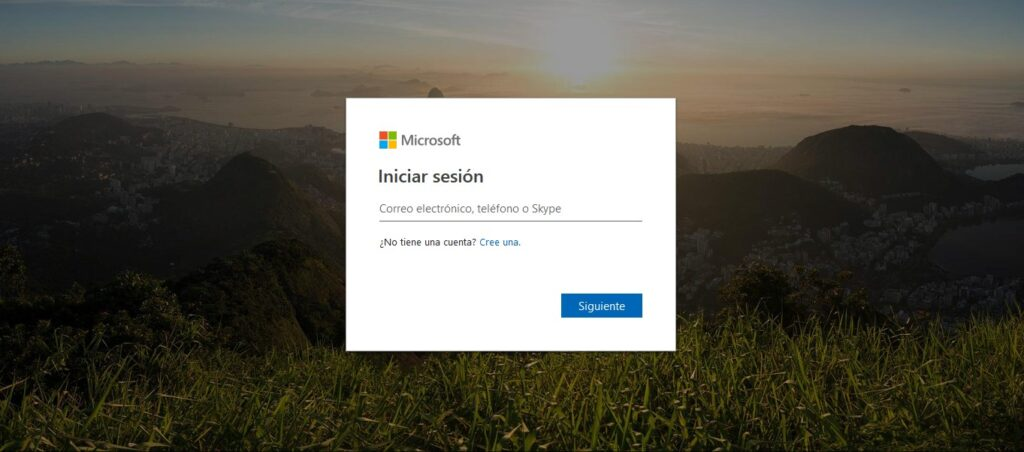 Microsoft
Iniciar sesión
Correo electrónico, teléfono o Skype
¿No tiene una cuenta? Cree una.
Siguiente